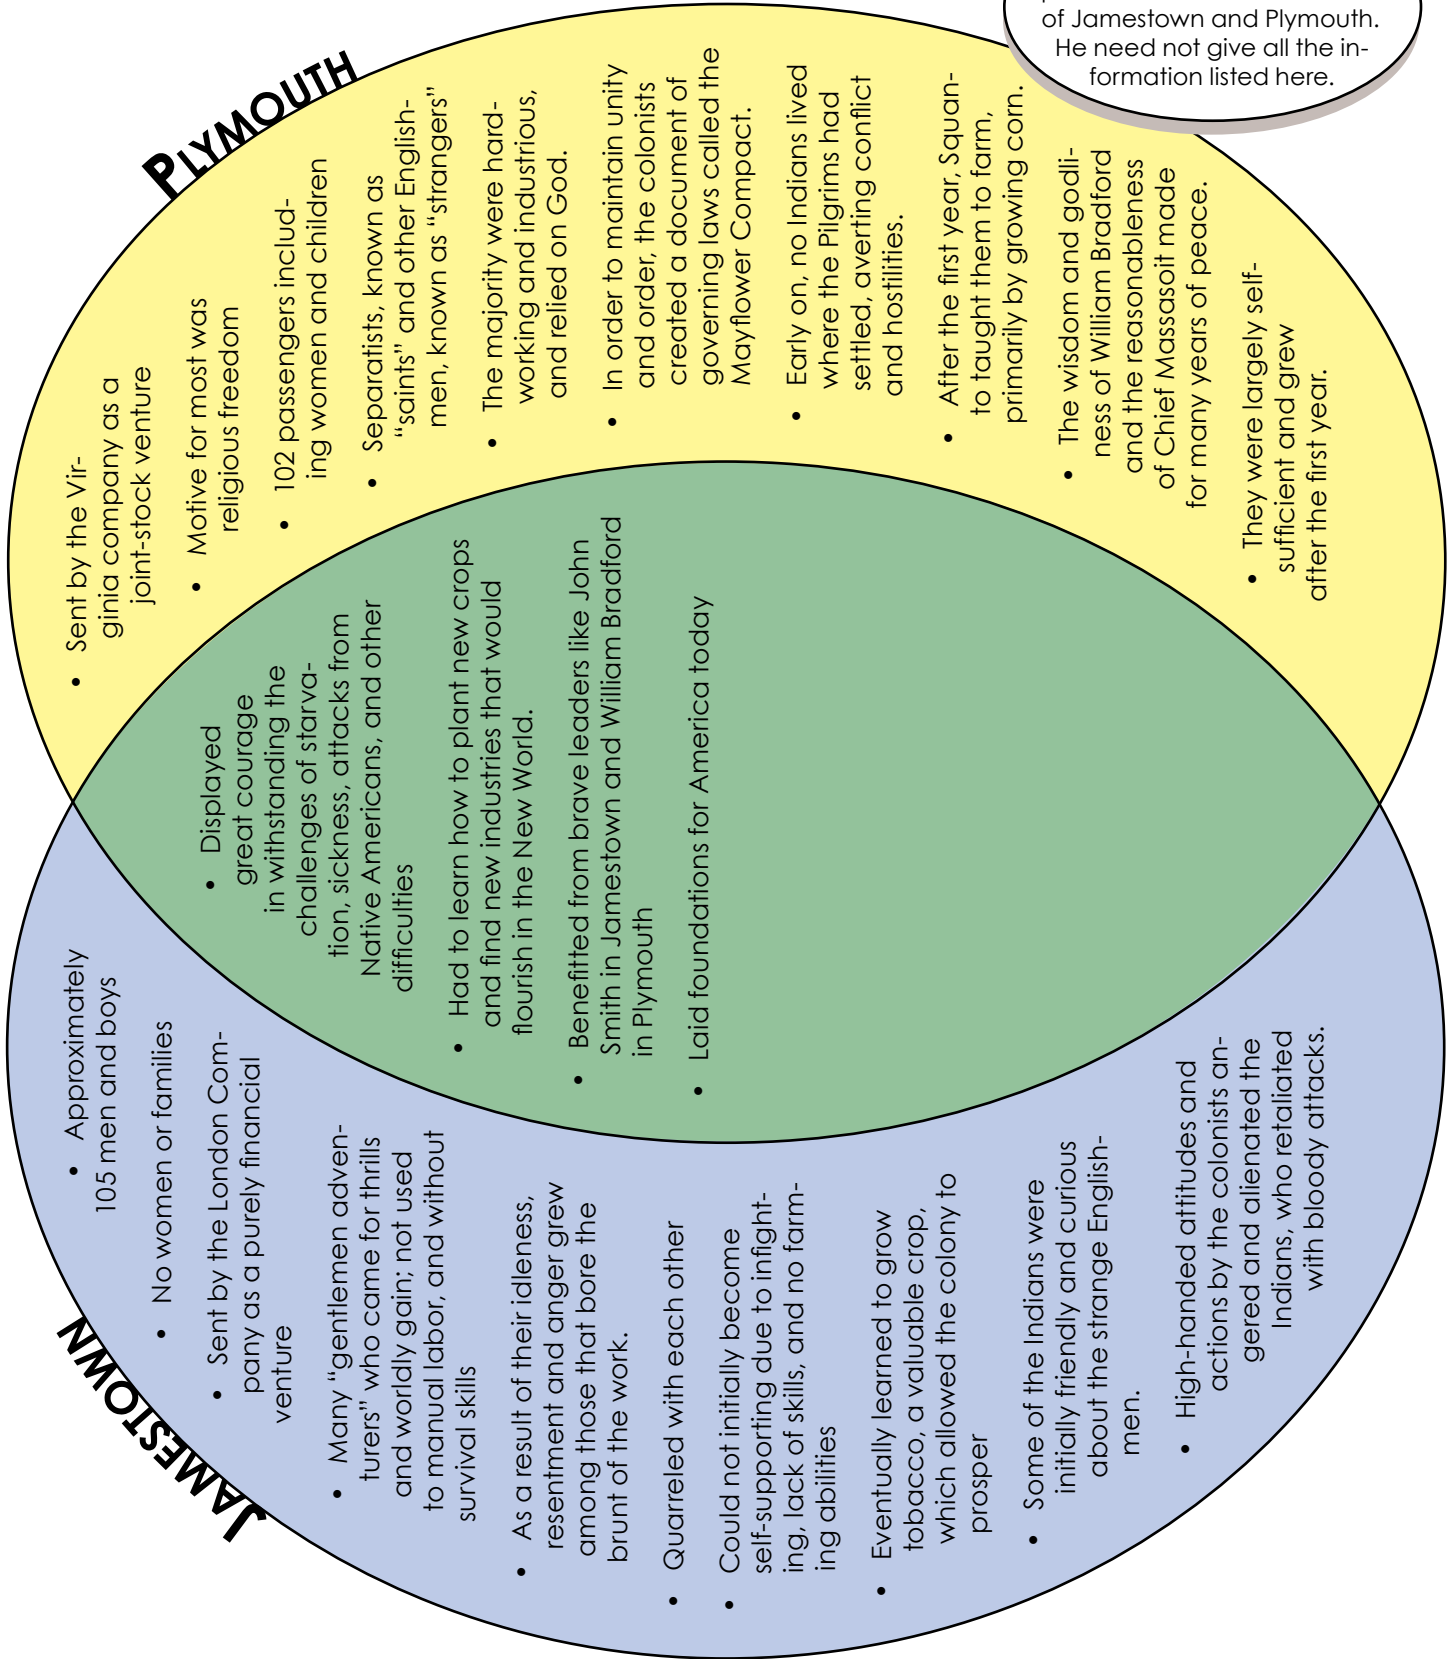 of Jamestown and Plymouth.
He need not give all the in-
formation listed here.
JAMESTOWN
• Approximately
105 men and boys
• No women or families
• Sent by the London Com-
pany as a purely financial
venture
• Many “gentlemen adven-
turers” who came for thrills
and worldly gain; not used
to manual labor, and without
survival skills
• As a result of their idleness,
resentment and anger grew
among those that bore the
brunt of the work.
• Quarreled with each other
• Could not initially become
self-supporting due to infight-
ing, lack of skills, and no farm-
ing abilities
• Eventually learned to grow
tobacco, a valuable crop,
which allowed the colony to
prosper
• Some of the Indians were
initially friendly and curious
about the strange English-
men.
• High-handed attitudes and
actions by the colonists an-
gered and alienated the
Indians, who retaliated
with bloody attacks.
• Displayed
great courage
in withstanding the
challenges of starva-
tion, sickness, attacks from
Native Americans, and other
difficulties
• Had to learn how to plant new crops
and find new industries that would
flourish in the New World.
• Benefitted from brave leaders like John
Smith in Jamestown and William Bradford
in Plymouth
• Laid foundations for America today
PLYMOUTH
• Sent by the Vir-
ginia company as a
joint-stock venture
• Motive for most was
religious freedom
• 102 passengers includ-
ing women and children
• Separatists, known as
“saints” and other English-
men, known as “strangers”
• The majority were hard-
working and industrious,
and relied on God.
• In order to maintain unity
and order, the colonists
created a document of
governing laws called the
Mayflower Compact.
• Early on, no Indians lived
where the Pilgrims had
settled, averting conflict
and hostilities.
• After the first year, Squan-
to taught them to farm,
primarily by growing corn.
• The wisdom and godli-
ness of William Bradford
and the reasonableness
of Chief Massasoit made
for many years of peace.
• They were largely self-
sufficient and grew
after the first year.